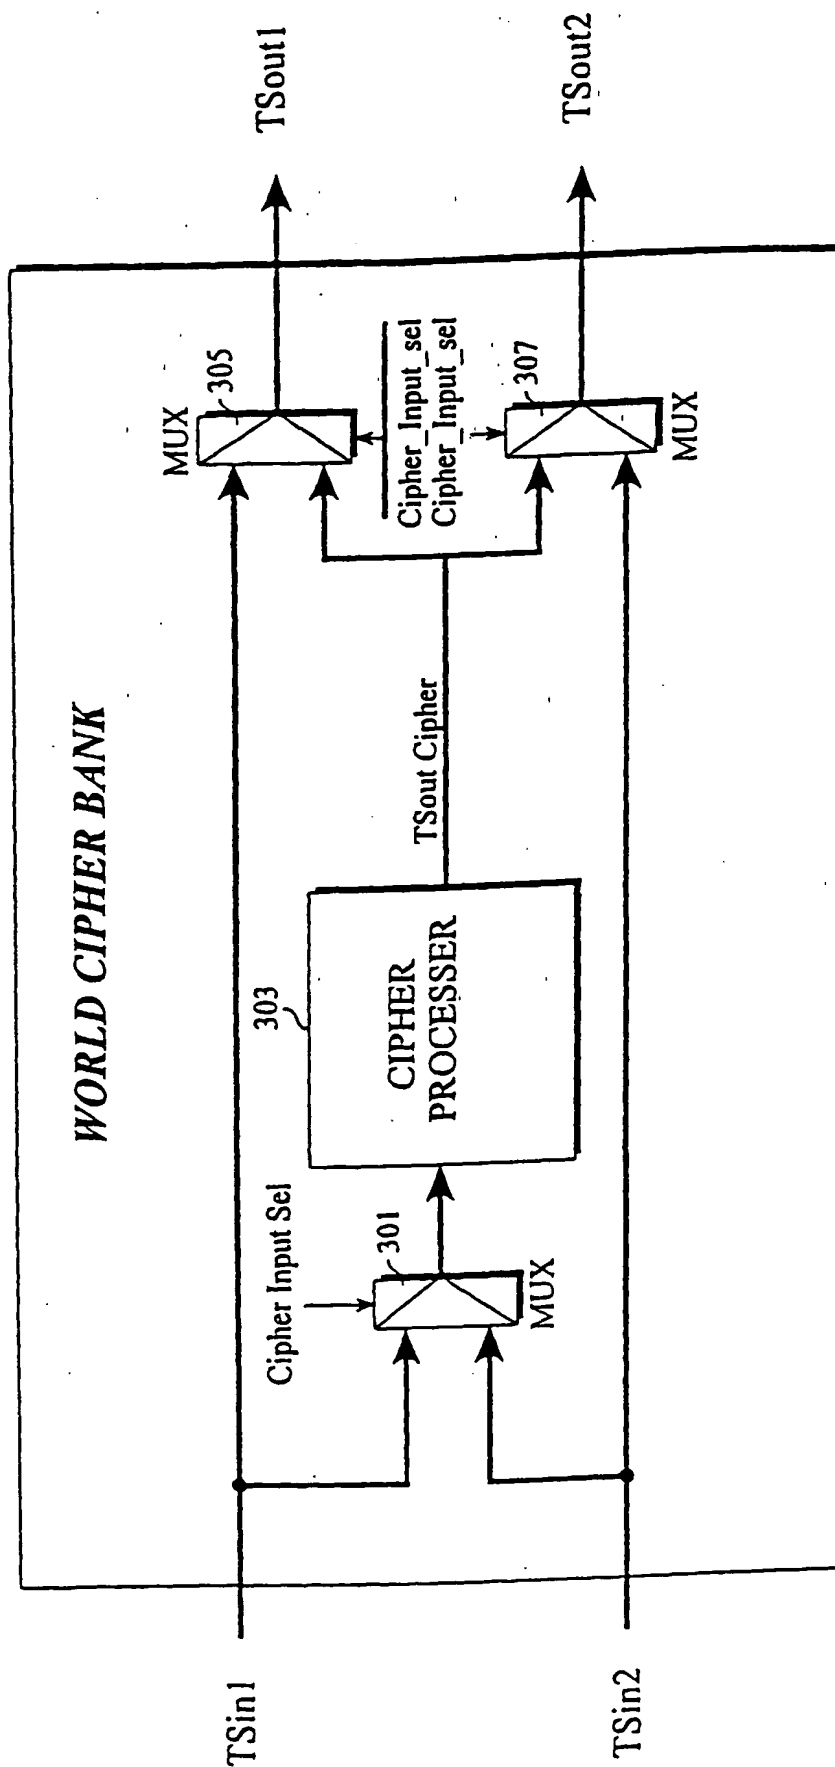 WORLD CIPHER BANK
TSin1
TSin2
Cipher Input Sel
301
MUX
303
CIPHER
PROCESSER
TSout Cipher
MUX
305
Cipher_Input_sel
Cipher_Input_sel
307
MUX
TSout1
TSout2